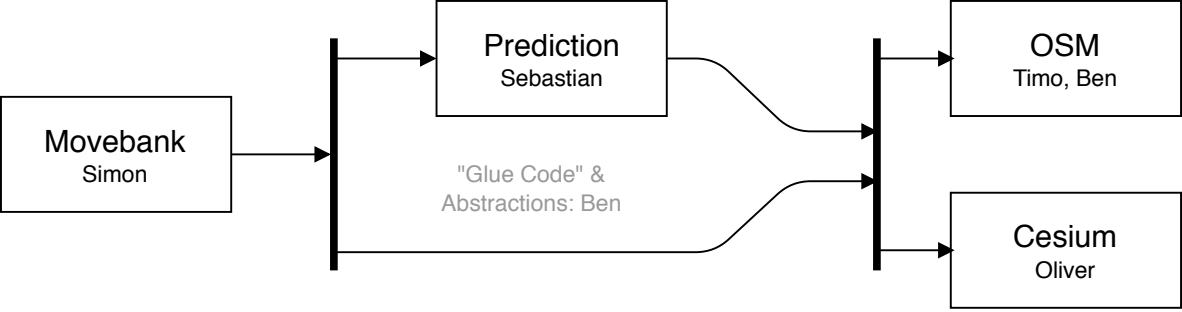 Movebank
Simon
Prediction
Sebastian
"Glue Code" &
Abstractions: Ben
OSM
Timo, Ben
Cesium
Oliver